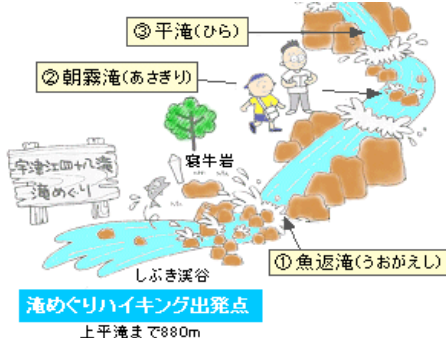 ③平滝(ひら)
②朝霧滝(あさぎり)
宇津江四十八滝
滝めぐり
寝牛岩
①魚返滝(うおがえし)
しぶき渓谷
滝めぐりハイキング出発点
上平滝まで880m